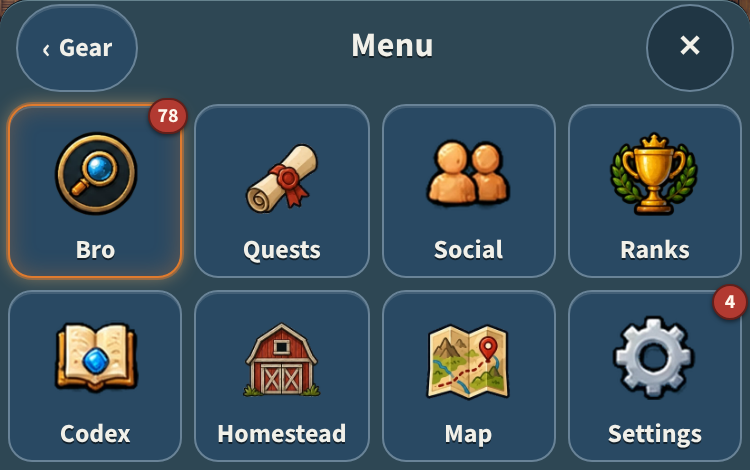 ‹ Gear
Menu
✕
78
Bro
Quests
Social
Ranks
Codex
Homestead
Map
4
Settings